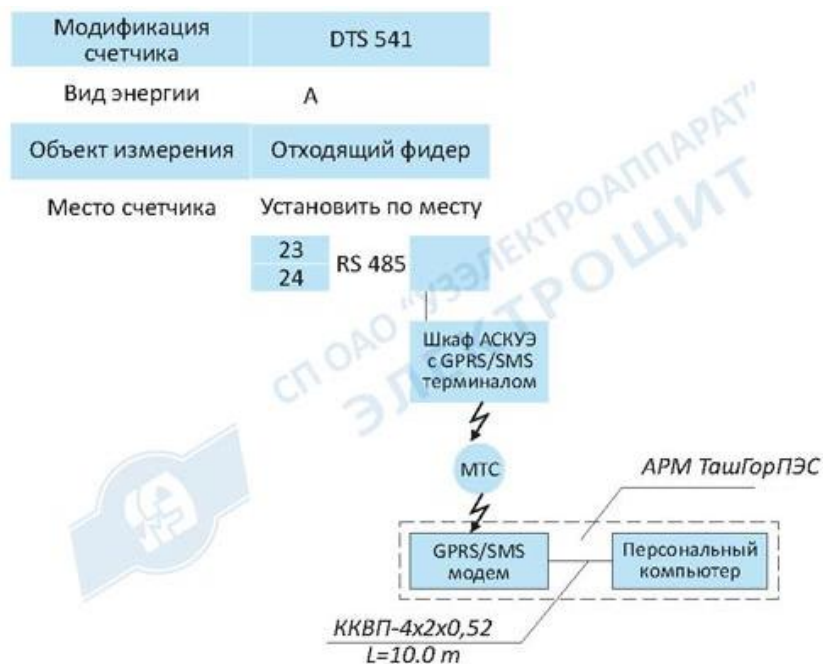 Модификация
счетчика
DTS 541
Вид энергии
А
Объект измерения
Отходящий фидер
Место счетчика
Установить по месту
23
24
RS 485
Шкаф АСКУЭ
с GPRS/SMS
терминалом
МТС
АРМ ТашГорПЭС
GPRS/SMS
модем
Персональный
компьютер
ККВП-4х2х0,52
L=10.0 m
СП ОАО "УЗЭЛЕКТРОАППАРАТ"
ЭЛЕКТРОЩИТ